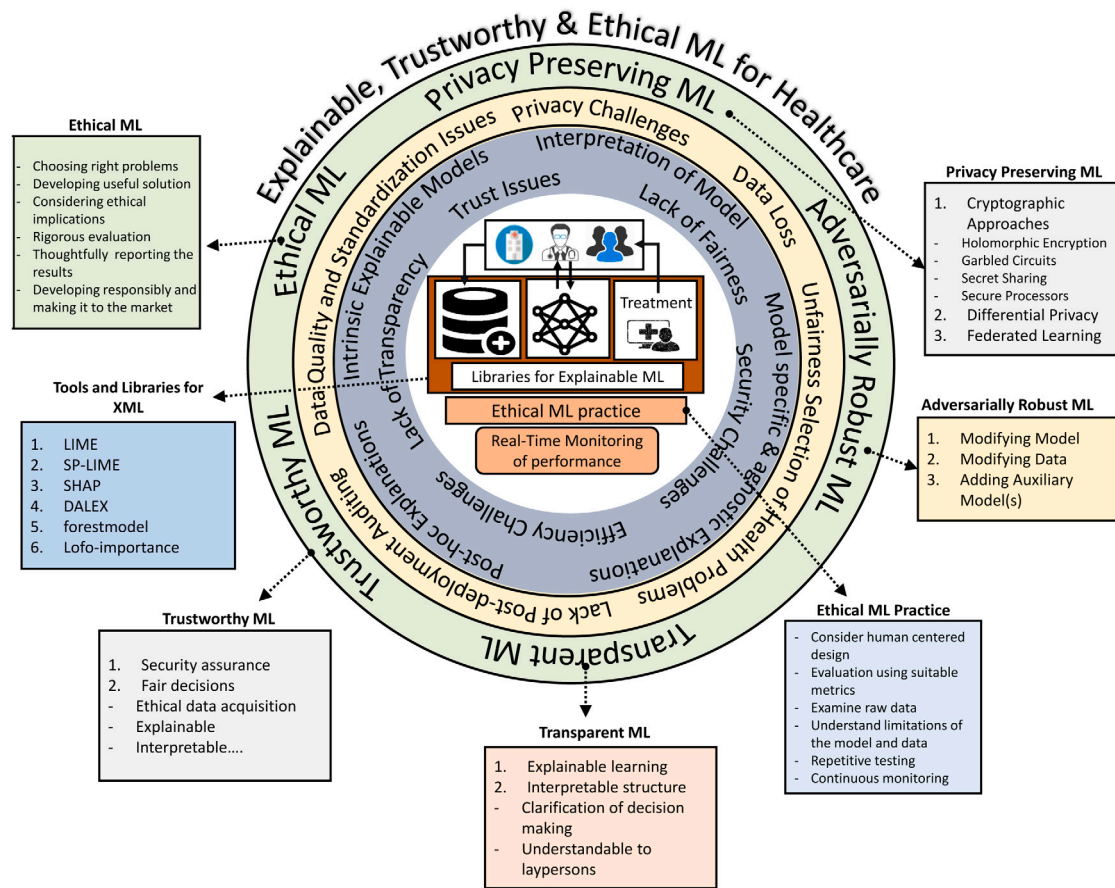 Explainable, Trustworthy & Ethical ML for Healthcare
Privacy Preserving ML
Ethical ML
Adversarially Robust ML
Trustworthy ML
Transparent ML
Data Quality and Standardization Issues
Privacy Challenges
Data Loss
Unfairness Selection of Health Problems
Lack of Post-deployment Auditing
Intrinsic Explainable Models
Interpretation of Model
Model specific & agnostic Explanations
Post-hoc Explanations
Trust Issues
Lack of Fairness
Lack of Transparency
Security Challenges
Efficiency Challenges
Treatment
Libraries for Explainable ML
Ethical ML practice
Real-Time Monitoring
of performance
Ethical ML
- Choosing right problems
- Developing useful solution
- Considering ethical
implications
- Rigorous evaluation
- Thoughtfully reporting the
results
- Developing responsibly and
making it to the market
Tools and Libraries for
XML
1. LIME
2. SP-LIME
3. SHAP
4. DALEX
5. forestmodel
6. Lofo-importance
Trustworthy ML
1. Security assurance
2. Fair decisions
- Ethical data acquisition
- Explainable
- Interpretable....
Transparent ML
1. Explainable learning
2. Interpretable structure
- Clarification of decision
making
- Understandable to
laypersons
Privacy Preserving ML
1. Cryptographic
Approaches
- Holomorphic Encryption
- Garbled Circuits
- Secret Sharing
- Secure Processors
2. Differential Privacy
3. Federated Learning
Adversarially Robust ML
1. Modifying Model
2. Modifying Data
3. Adding Auxiliary
Model(s)
Ethical ML Practice
- Consider human centered
design
- Evaluation using suitable
metrics
- Examine raw data
- Understand limitations of
the model and data
- Repetitive testing
- Continuous monitoring